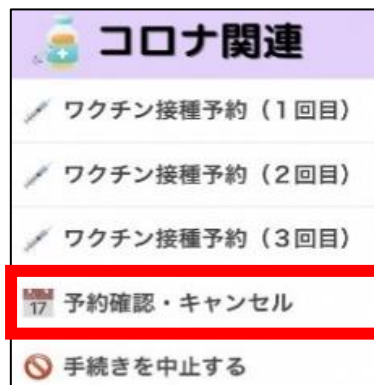 コロナ関連
ワクチン接種予約（1回目）
ワクチン接種予約（2回目）
ワクチン接種予約（3回目）
17 予約確認・キャンセル
手続きを中止する